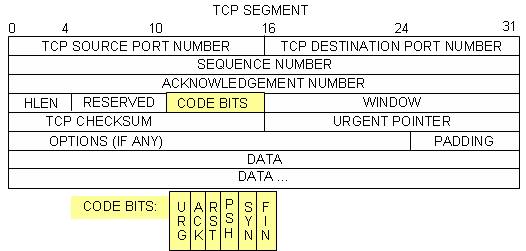 TCP SEGMENT
0 4 10 16 24 31
TCP SOURCE PORT NUMBER TCP DESTINATION PORT NUMBER
SEQUENCE NUMBER
ACKNOWLEDGEMENT NUMBER
HLEN RESERVED CODE BITS WINDOW
TCP CHECKSUM URGENT POINTER
OPTIONS (IF ANY) PADDING
DATA
DATA ...
CODE BITS: URG ACK RST PSH SYN FIN